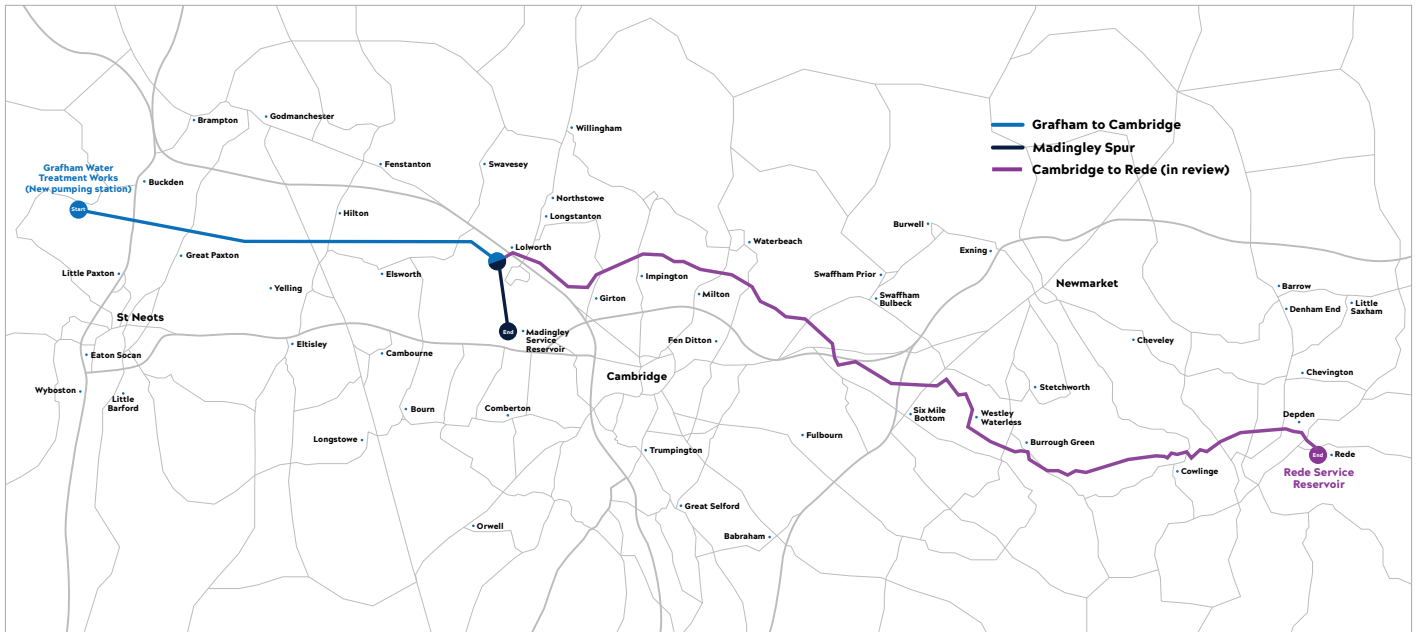 Grafham to Cambridge
Madingley Spur
Cambridge to Rede (in review)
Brampton
Godmanchester
Willingham
Grafham Water
Treatment Works
(New pumping station)
Start
Buckden
Fenstanton
Swavesey
Northstowe
Longstanton
Hilton
Burwell
Exning
Waterbeach
Lolworth
Great Paxton
Little Paxton
Elsworth
Impington
Swaffham Prior
Newmarket
Yelling
Girton
Milton
Swaffham
Bulbeck
Barrow
Denham End
Little
Saxham
St Neots
End
Madingley
Service
Reservoir
Fen Ditton
Cheveley
Eltisley
Cambourne
Eaton Socan
Cambridge
Chevington
Wyboston
Little
Barford
Stetchworth
Bourn
Comberton
Six Mile
Bottom
Westley
Waterless
Depden
Longstowe
Fulbourn
Burrough Green
Trumpington
End
Rede
Cowlinge
Rede Service
Reservoir
Great Selford
Orwell
Babraham